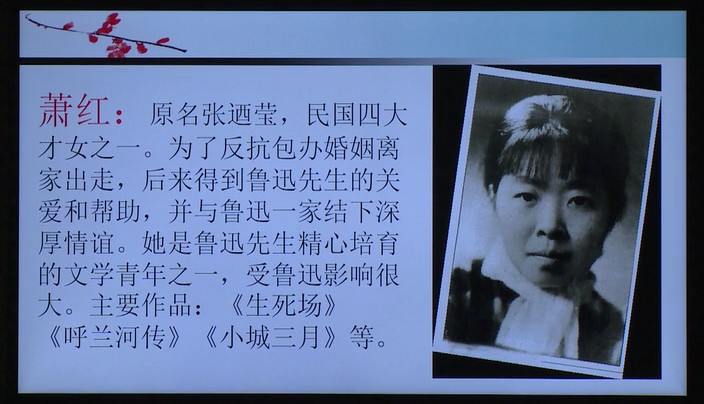 萧红：原名张迺莹，民国四大
才女之一。为了反抗包办婚姻离
家出走，后来得到鲁迅先生的关
爱和帮助，并与鲁迅一家结下深
厚情谊。她是鲁迅先生精心培育
的文学青年之一，受鲁迅影响很
大。主要作品：《生死场》
《呼兰河传》《小城三月》等。